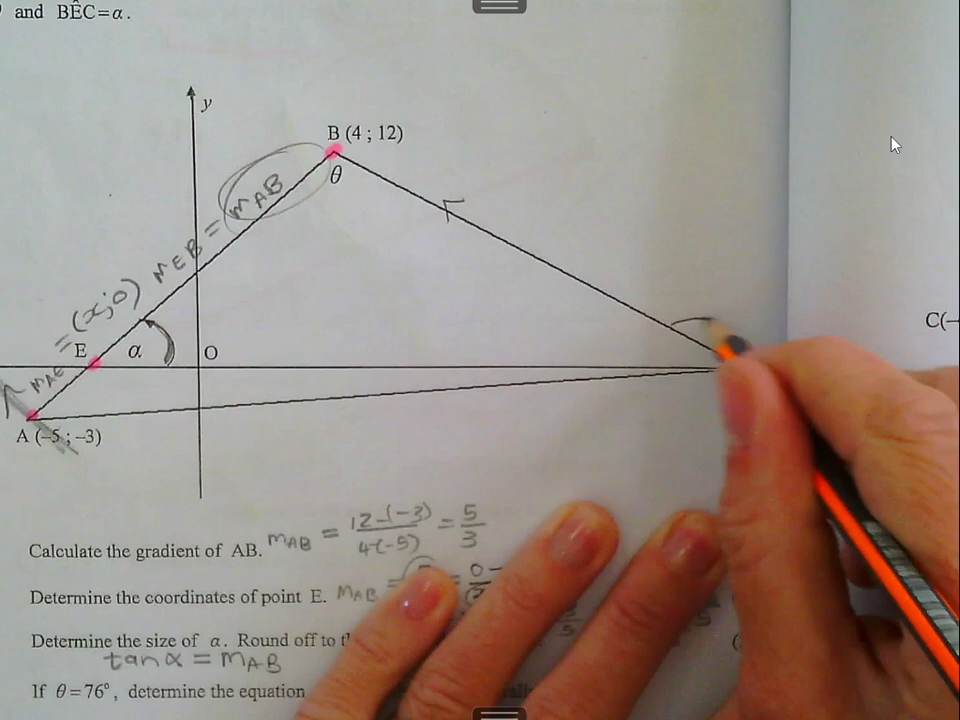 and BÊC=α.
y
B (4 ; 12)
θ
m_EB = m_AB
= (x;0)
E
α
O
C(–
m_AE
A (–5 ; –3)
Calculate the gradient of AB. m_AB = 12-(-3) / 4-(-5) = 5/3
Determine the coordinates of point E. m_AB =
Determine the size of α. Round off to
tan α = m_AB
If θ=76°, determine the equation